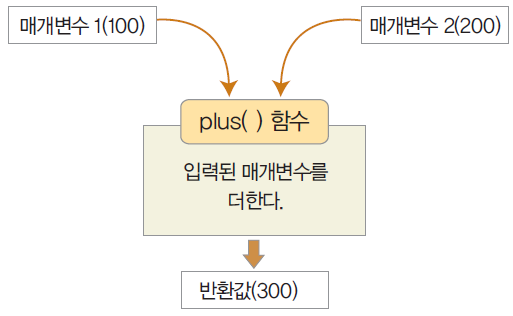 매개변수 1(100)
매개변수 2(200)
plus( ) 함수
입력된 매개변수를
더한다.
반환값(300)